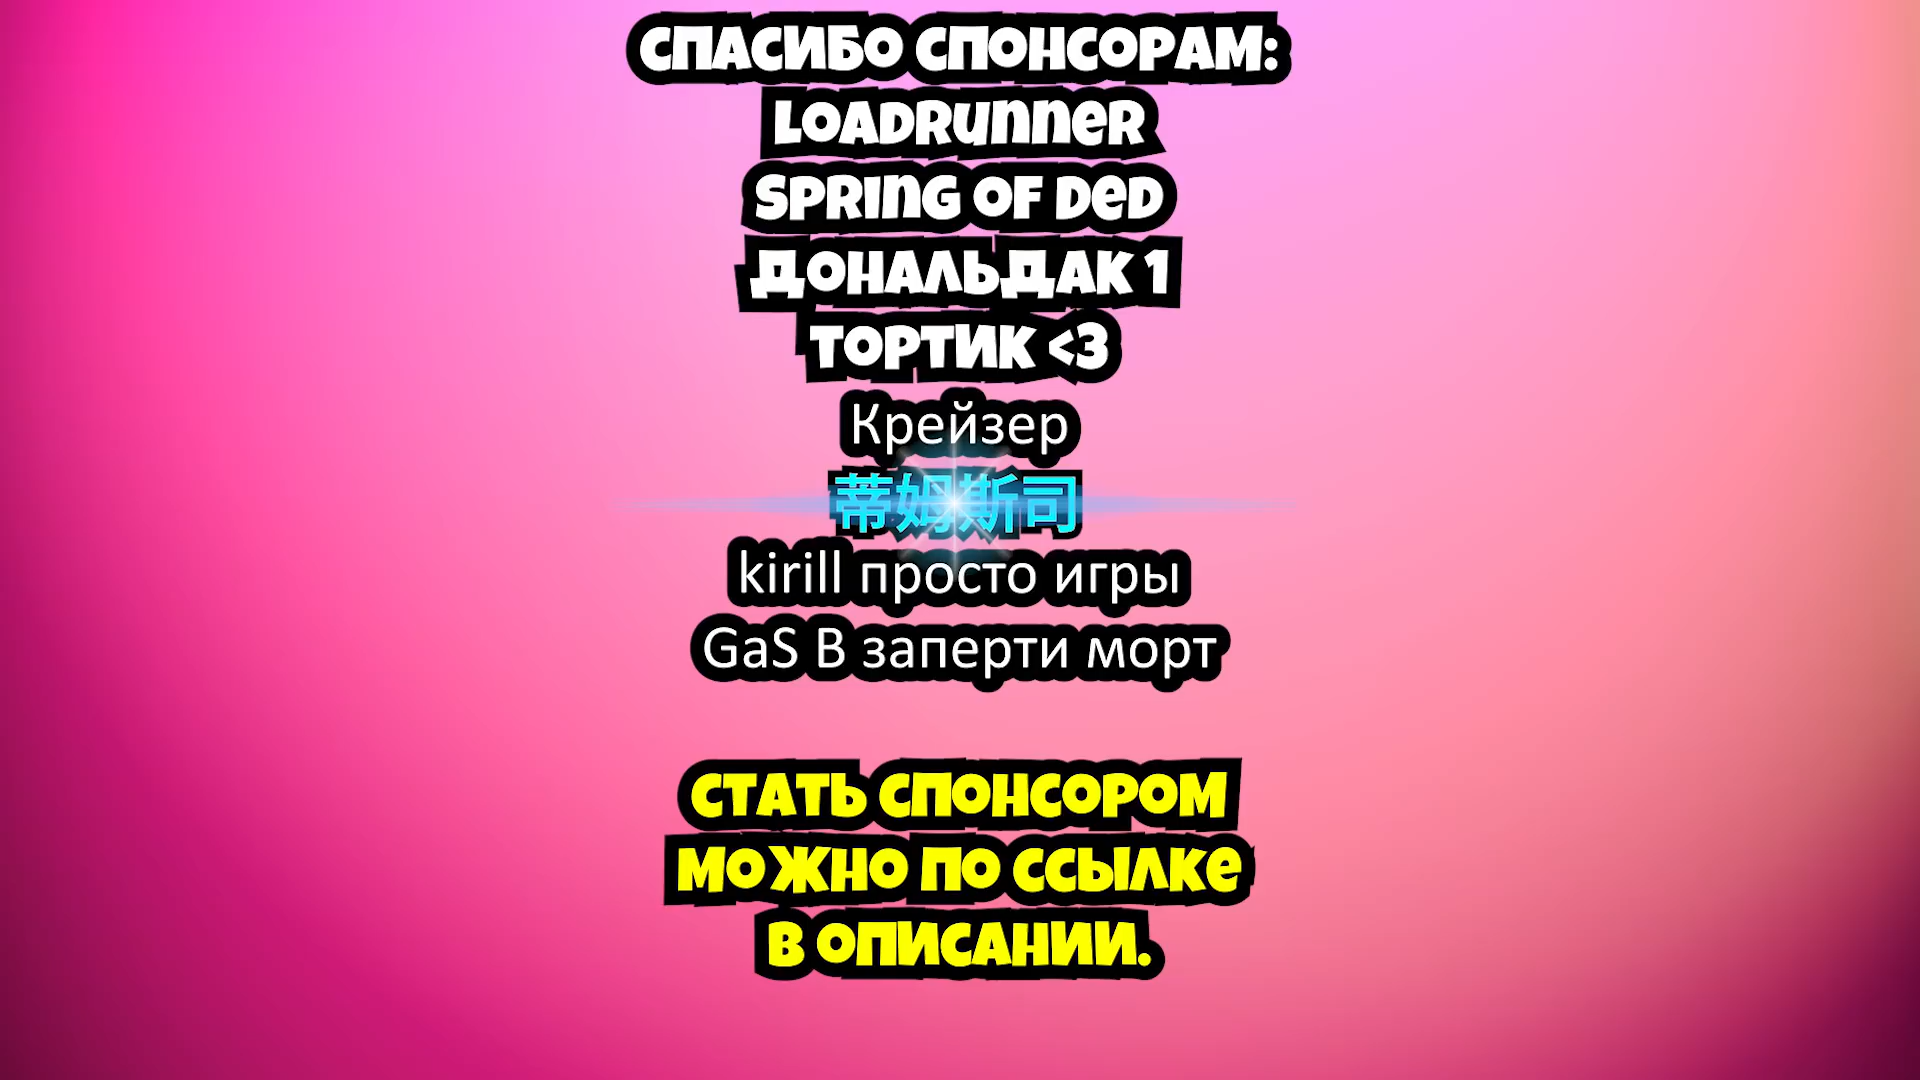 СПАСИБО СПОНСОРАМ:
LOADRUNNER
SPRING OF DED
ДОНАЛЬДАК 1
ТОРТИК <3
Крейзер
蒂姆斯司
kirill просто игры
GaS В заперти морт
СТАТЬ СПОНСОРОМ
МОЖНО ПО ССЫЛКЕ
В ОПИСАНИИ.